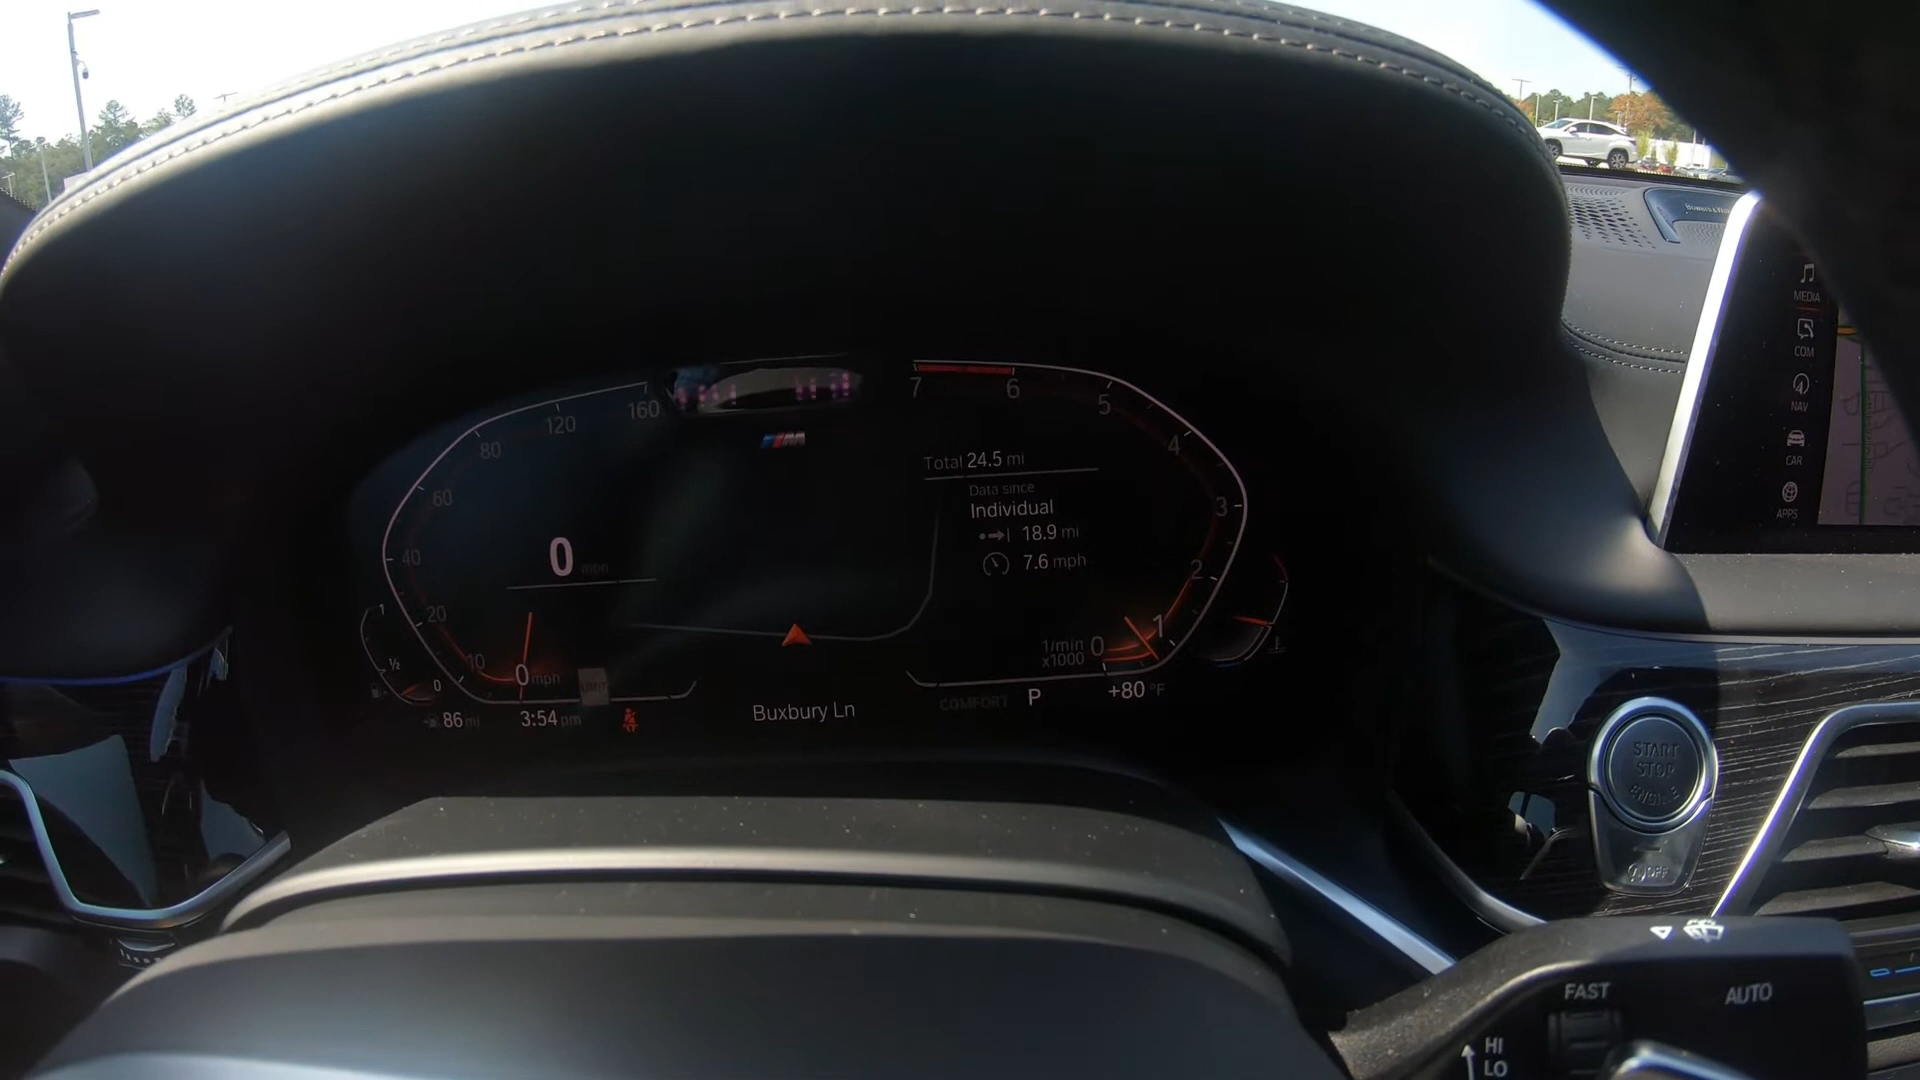 160
120
80
60
40
20
10
0 mph
0 mph
1
1/2
0
86 mi
3:54 pm
LIMIT
M
Buxbury Ln
7
6
5
4
3
2
1
0
1/min
x1000
Total 24.5 mi
Data since
Individual
18.9 mi
7.6 mph
COMFORT
P
+80 °F
MEDIA
COM
NAV
CAR
APPS
START
STOP
ENGINE
OFF
FAST
AUTO
HI
LO